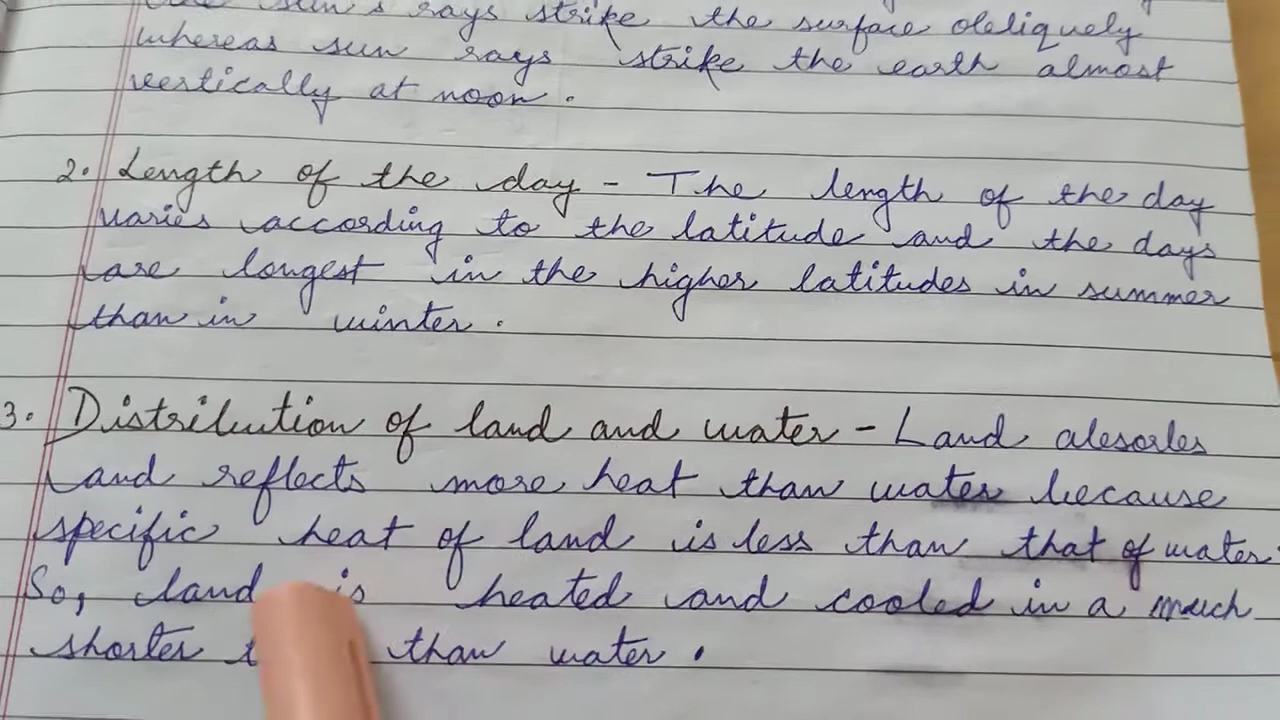 sun's rays strike the surface obliquely
whereas sun rays strike the earth almost
vertically at noon.
2. Length of the day - The length of the day
varies according to the latitude and the days
are longest in the higher latitudes in summer
than in winter.
3. Distribution of land and water - Land absorbs
and reflects more heat than water because
specific heat of land is less than that of water.
So, land is heated and cooled in a much
shorter than water.